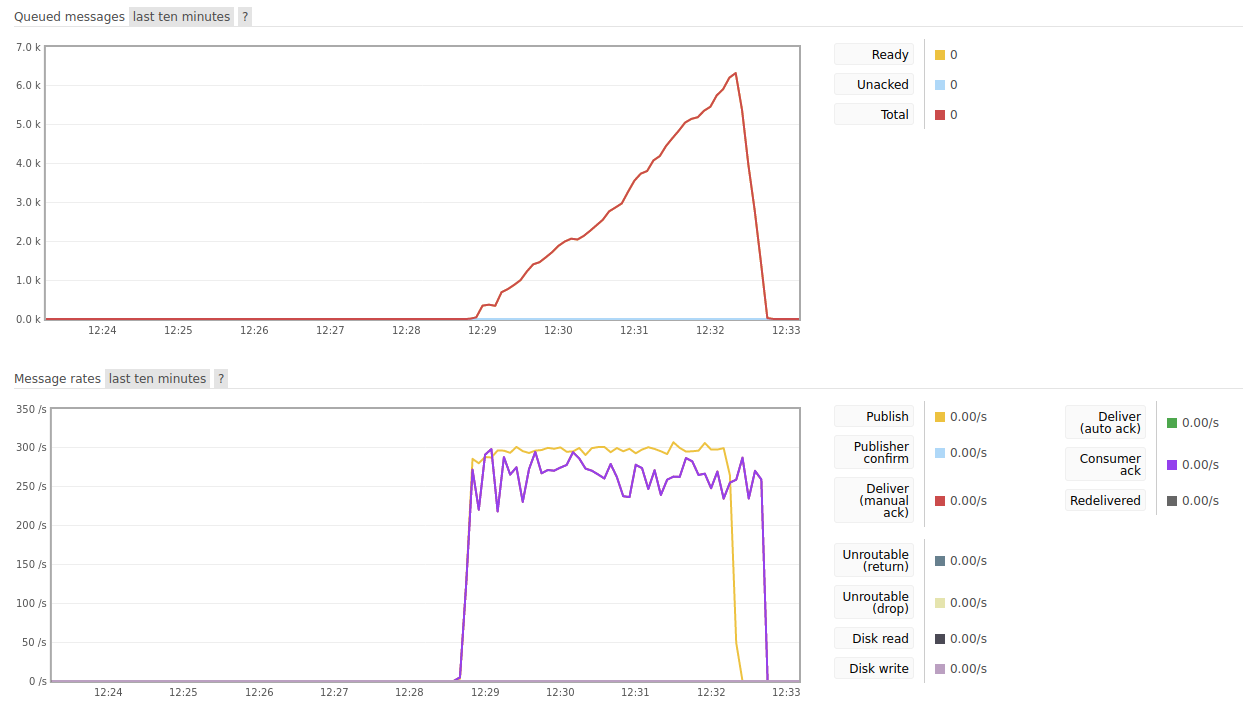 Queued messages last ten minutes ?
7.0 k
6.0 k
5.0 k
4.0 k
3.0 k
2.0 k
1.0 k
0.0 k
12:24 12:25 12:26 12:27 12:28 12:29 12:30 12:31 12:32 12:33
Ready 0
Unacked 0
Total 0
Message rates last ten minutes ?
350 /s
300 /s
250 /s
200 /s
150 /s
100 /s
50 /s
0 /s
12:24 12:25 12:26 12:27 12:28 12:29 12:30 12:31 12:32 12:33
Publish 0.00/s
Publisher
confirm 0.00/s
Deliver
(manual 0.00/s
ack)
Unroutable
(return) 0.00/s
Unroutable
(drop) 0.00/s
Disk read 0.00/s
Disk write 0.00/s
Deliver
(auto ack) 0.00/s
Consumer
ack 0.00/s
Redelivered 0.00/s